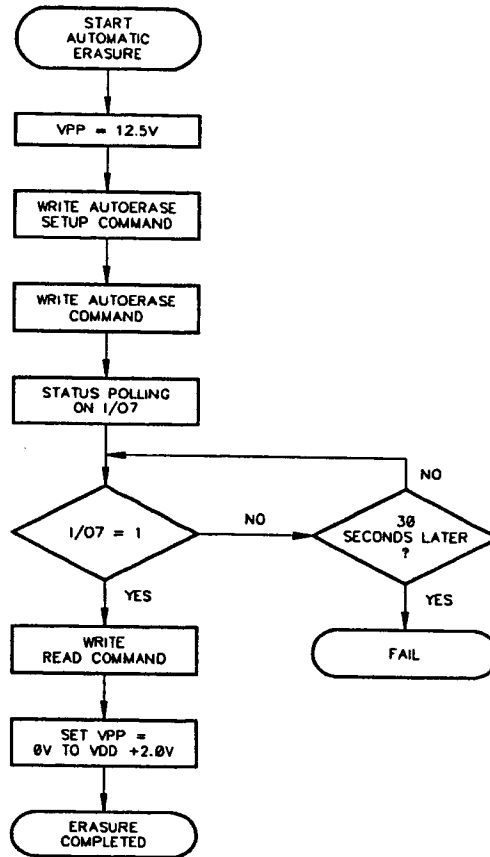 START
AUTOMATIC
ERASURE
VPP = 12.5V
WRITE AUTOERASE
SETUP COMMAND
WRITE AUTOERASE
COMMAND
STATUS POLLING
ON I/O7
NO
I/O7 = 1
NO
30
SECONDS LATER
?
YES
YES
WRITE
READ COMMAND
FAIL
SET VPP =
0V TO VDD +2.0V
ERASURE
COMPLETED